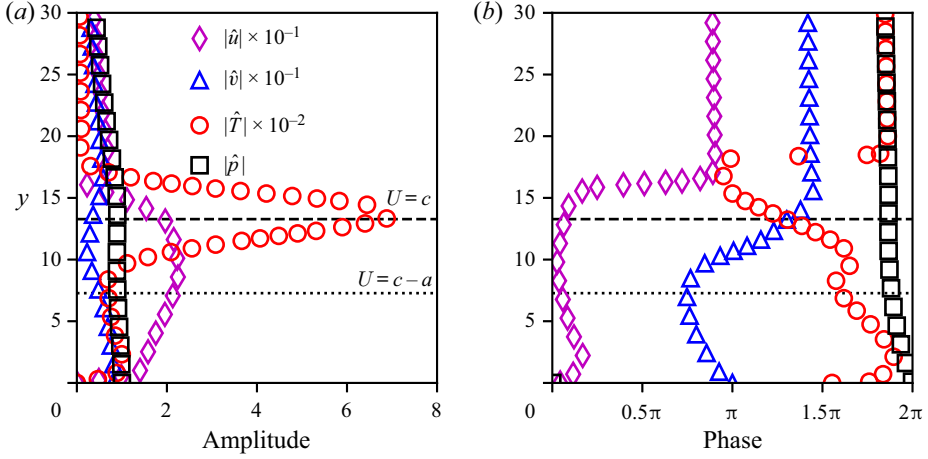 (a)
(b)
30
25
20
15
10
5
0
y
|û| × 10⁻¹
|v̂| × 10⁻¹
|T̂| × 10⁻²
|p̂|
U = c
U = c – a
0 2 4 6 8
Amplitude
30
25
20
15
10
5
0 0.5π π 1.5π 2π
Phase